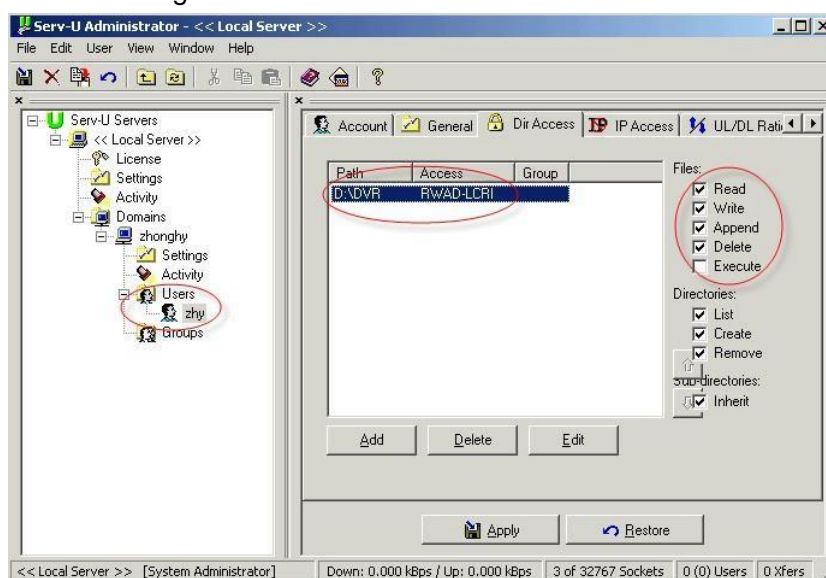 Serv-U Administrator - << Local Server >>
File Edit User View Window Help
Serv-U Servers
<< Local Server >>
License
Settings
Activity
Domains
zhonghy
Settings
Activity
Users
zhy
Groups
Account General Dir Access IP Access UL/DL Rati
Path Access Group
D:\DVR RWAD-LCRI
Files:
Read
Write
Append
Delete
Execute
Directories:
List
Create
Remove
Sub-directories:
Inherit
Add Delete Edit
Apply Restore
<< Local Server >> [System Administrator] Down: 0.000 kBps / Up: 0.000 kBps 3 of 32767 Sockets 0 (0) Users 0 Xfers